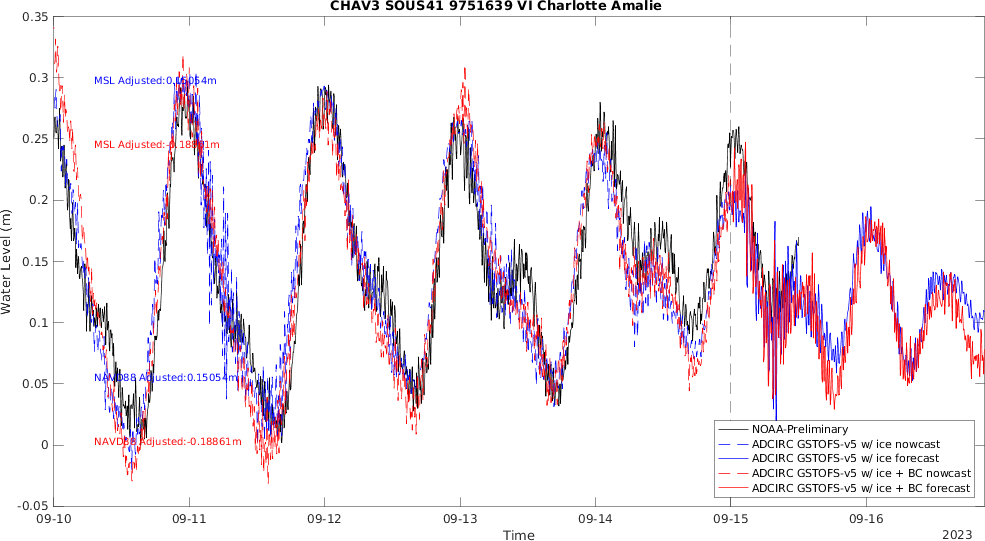 CHAV3 SOUS41 9751639 VI Charlotte Amalie
0.35
0.3
0.25
0.2
0.15
0.1
0.05
0
-0.05
Water Level (m)
MSL Adjusted:0.15054m
MSL Adjusted:-0.18861m
NAVD88 Adjusted:0.15054m
NAVD88 Adjusted:-0.18861m
NOAA-Preliminary
ADCIRC GSTOFS-v5 w/ ice nowcast
ADCIRC GSTOFS-v5 w/ ice forecast
ADCIRC GSTOFS-v5 w/ ice + BC nowcast
ADCIRC GSTOFS-v5 w/ ice + BC forecast
09-10 09-11 09-12 09-13 09-14 09-15 09-16
Time
2023